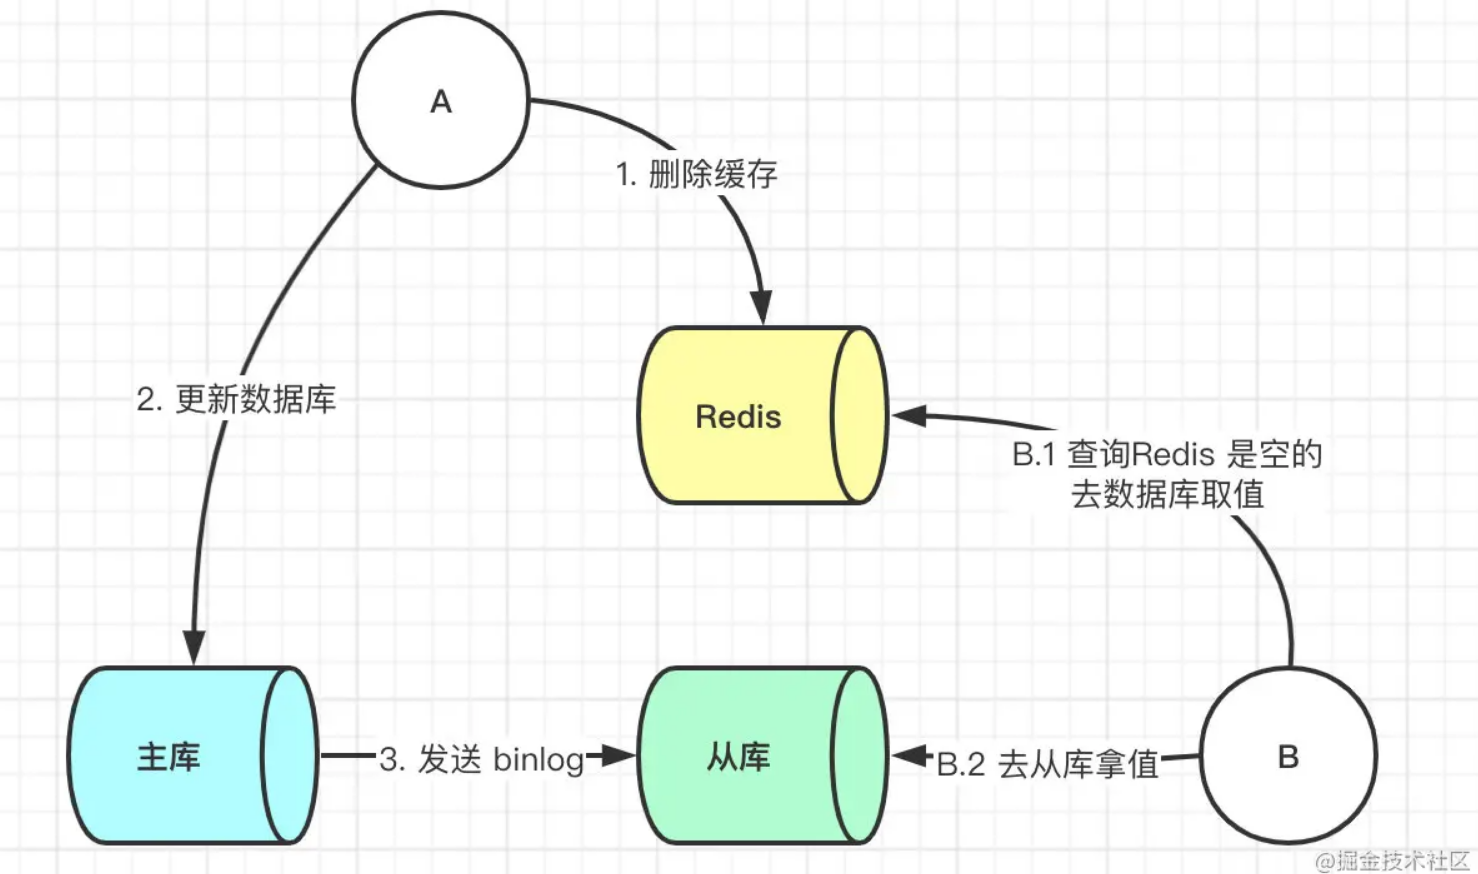 A
1. 删除缓存
2. 更新数据库
Redis
B.1 查询Redis 是空的
去数据库取值
主库
3. 发送 binlog
从库
B.2 去从库拿值
B
@掘金技术社区